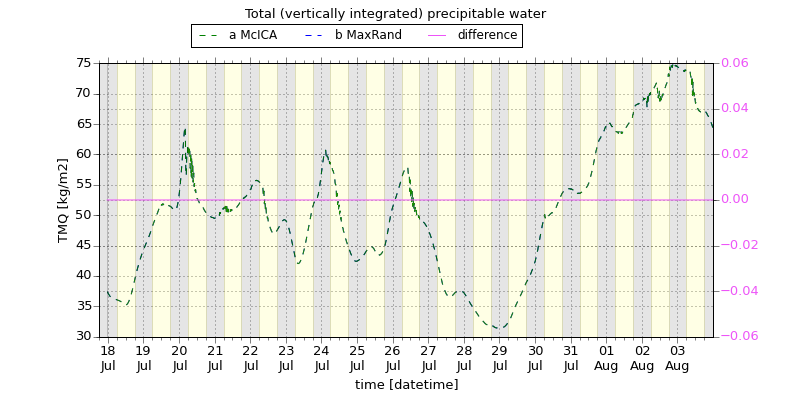 Total (vertically integrated) precipitable water
a McICA b MaxRand difference
75 0.06
70 0.04
65
60 0.02
55
50 0.00
45 −0.02
40
35 −0.04
30 −0.06
TMQ [kg/m2]
18 19 20 21 22 23 24 25 26 27 28 29 30 31 01 02 03
Jul Jul Jul Jul Jul Jul Jul Jul Jul Jul Jul Jul Jul Jul Aug Aug Aug
time [datetime]